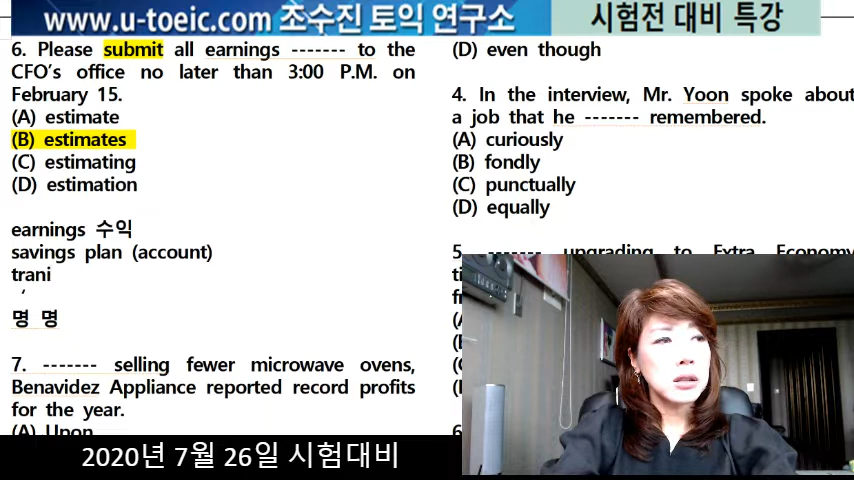 www.u-toeic.com 조수진 토익 연구소
시험전 대비 특강
6. Please submit all earnings ------- to the
CFO's office no later than 3:00 P.M. on
February 15.
(A) estimate
(B) estimates
(C) estimating
(D) estimation
earnings 수익
savings plan (account)
trani
‘
명 명
7. ------- selling fewer microwave ovens,
Benavidez Appliance reported record profits
for the year.
(A) Upon
(D) even though
4. In the interview, Mr. Yoon spoke about
a job that he ------- remembered.
(A) curiously
(B) fondly
(C) punctually
(D) equally
5. ------- upgrading to Extra Economy
2020년 7월 26일 시험대비